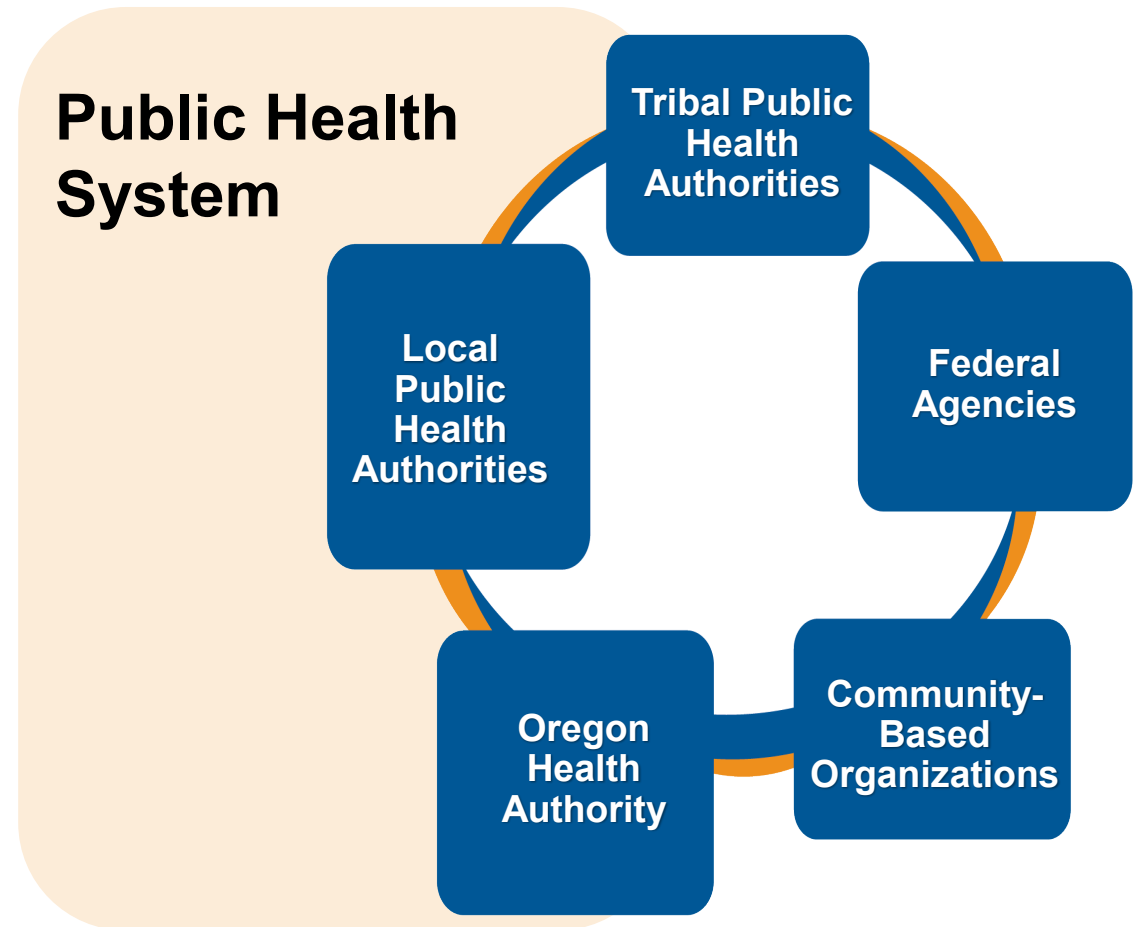 Public Health
System
Tribal Public
Health
Authorities
Federal
Agencies
Community-
Based
Organizations
Oregon
Health
Authority
Local
Public
Health
Authorities